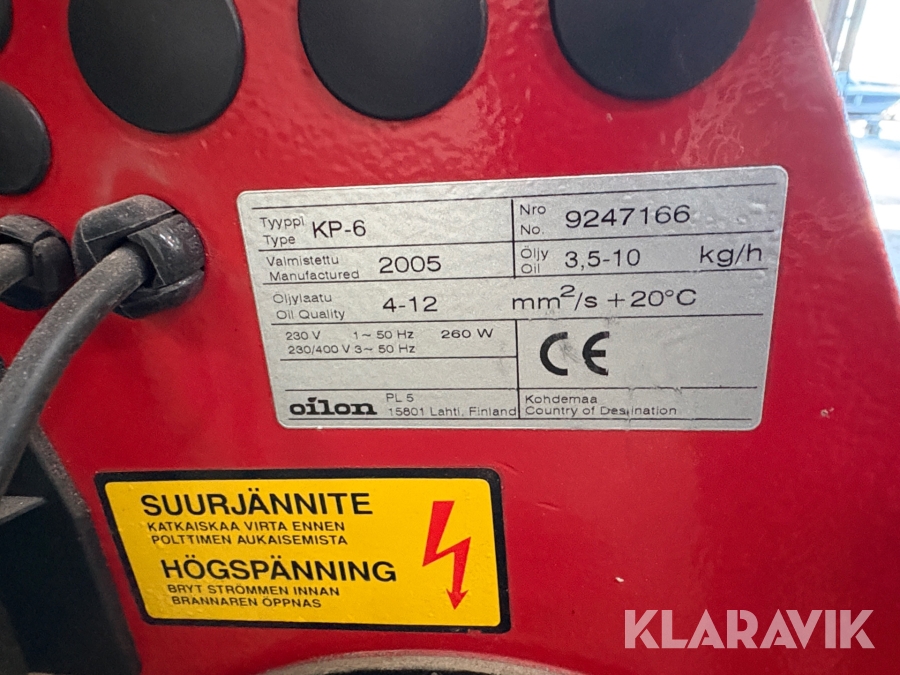 Tyyppi
Type KP-6
Nro
No. 9247166
Valmistettu
Manufactured 2005
Öljy
Oil 3,5-10 kg/h
Öljylaatu
Oil Quality 4-12 mm²/s +20°C
230 V 1~ 50 Hz 260 W
230/400 V 3~ 50 Hz
CE
oilon PL 5
15801 Lahti, Finland
Kohdemaa
Country of Destination
SUURJÄNNITE
KATKAISKAA VIRTA ENNEN
POLTTIMEN AUKAISEMISTA
HÖGSPÄNNING
BRYT STRÖMMEN INNAN
BRANNAREN ÖPPNAS
KLARAVIK